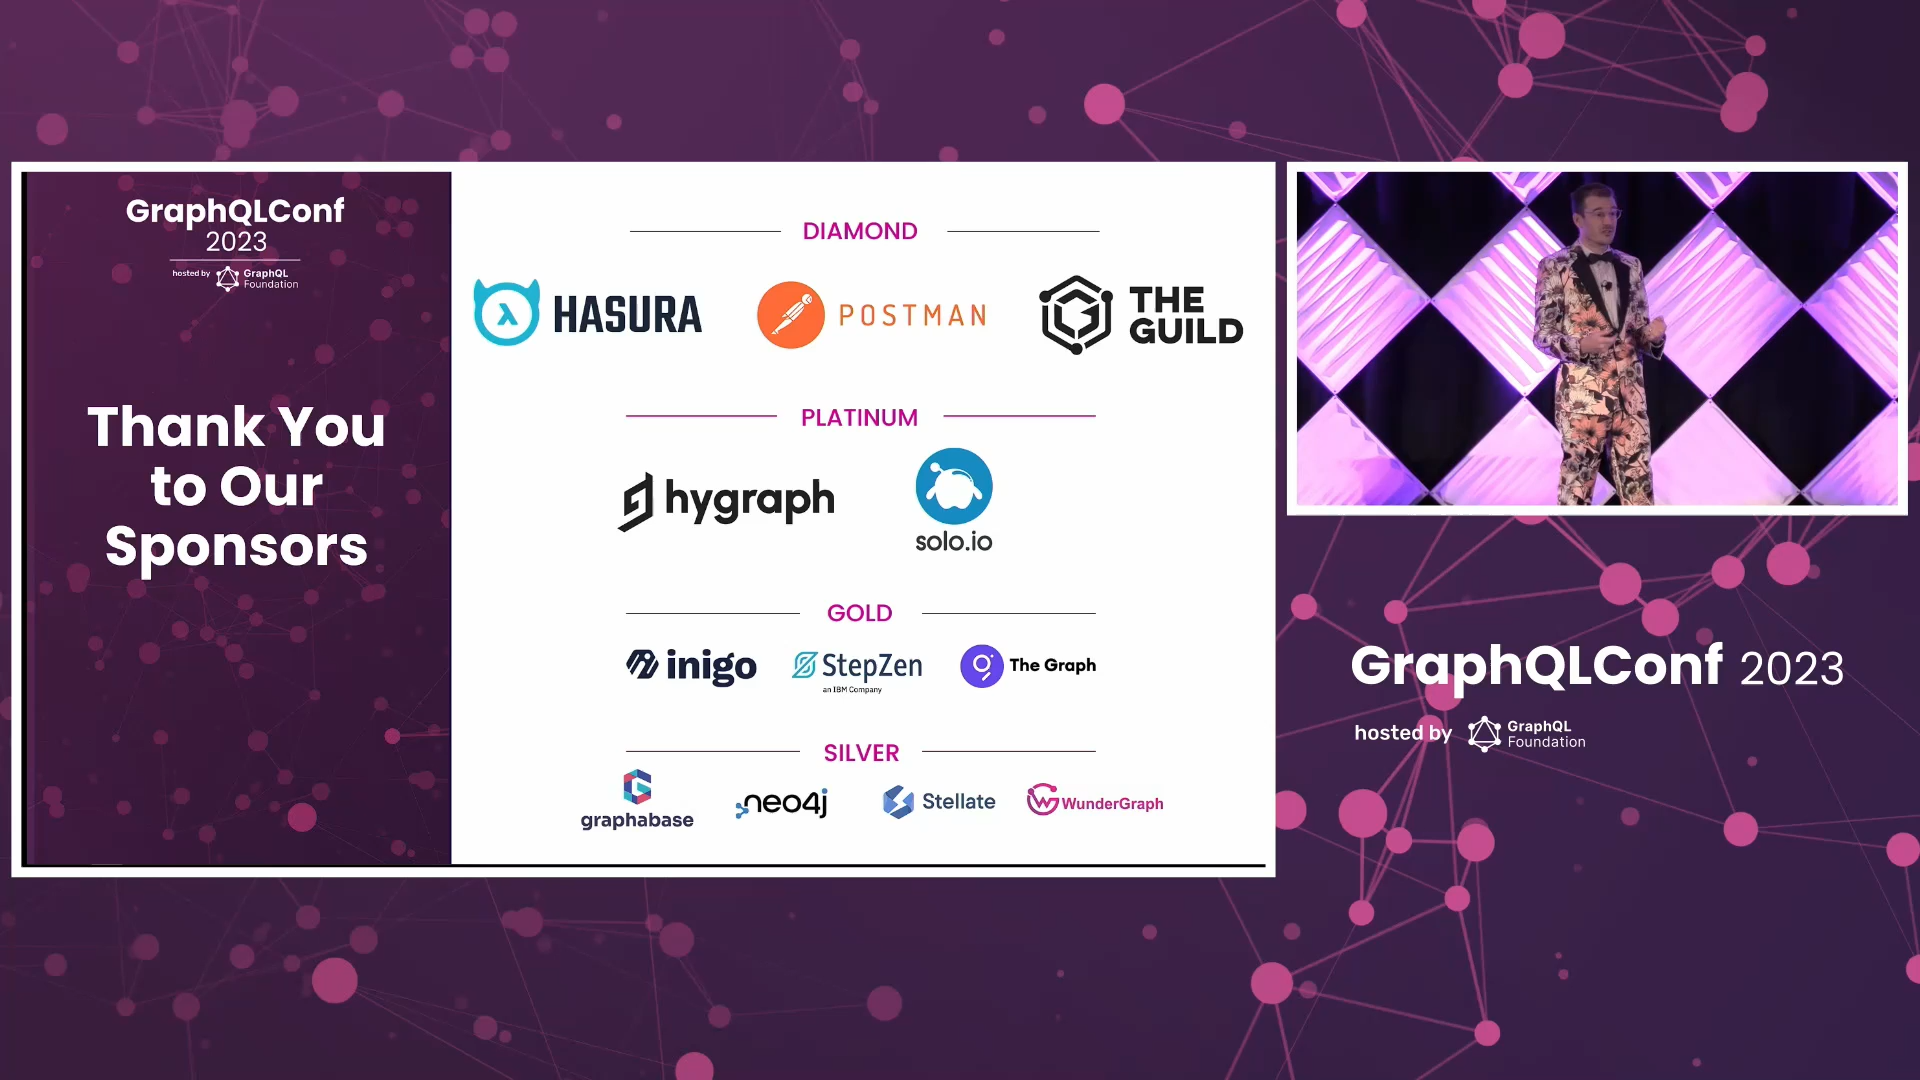 GraphQLConf
2023
hosted by GraphQL
Foundation
Thank You
to Our
Sponsors
DIAMOND
HASURA
POSTMAN
THE
GUILD
PLATINUM
hygraph
solo.io
GOLD
inigo
StepZen
an IBM Company
The Graph
SILVER
graphabase
neo4j
Stellate
WunderGraph
GraphQLConf 2023
hosted by GraphQL
Foundation